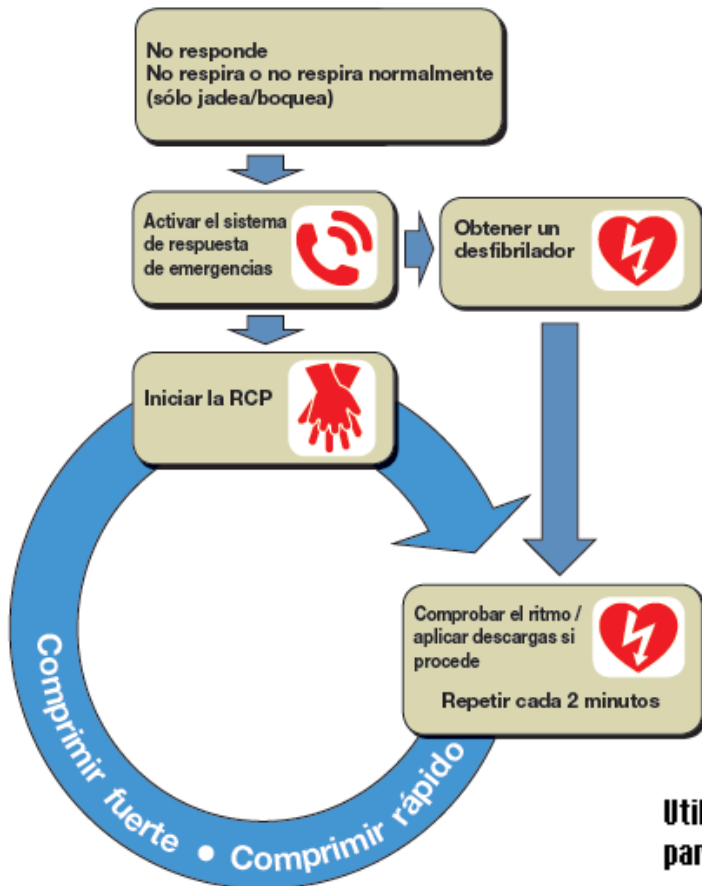 No responde
No respira o no respira normalmente
(sólo jadea/boquea)
Activar el sistema
de respuesta
de emergencias
Obtener un
desfibrilador
Iniciar la RCP
Comprobar el ritmo /
aplicar descargas si
procede
Repetir cada 2 minutos
Comprimir fuerte • Comprimir rápido